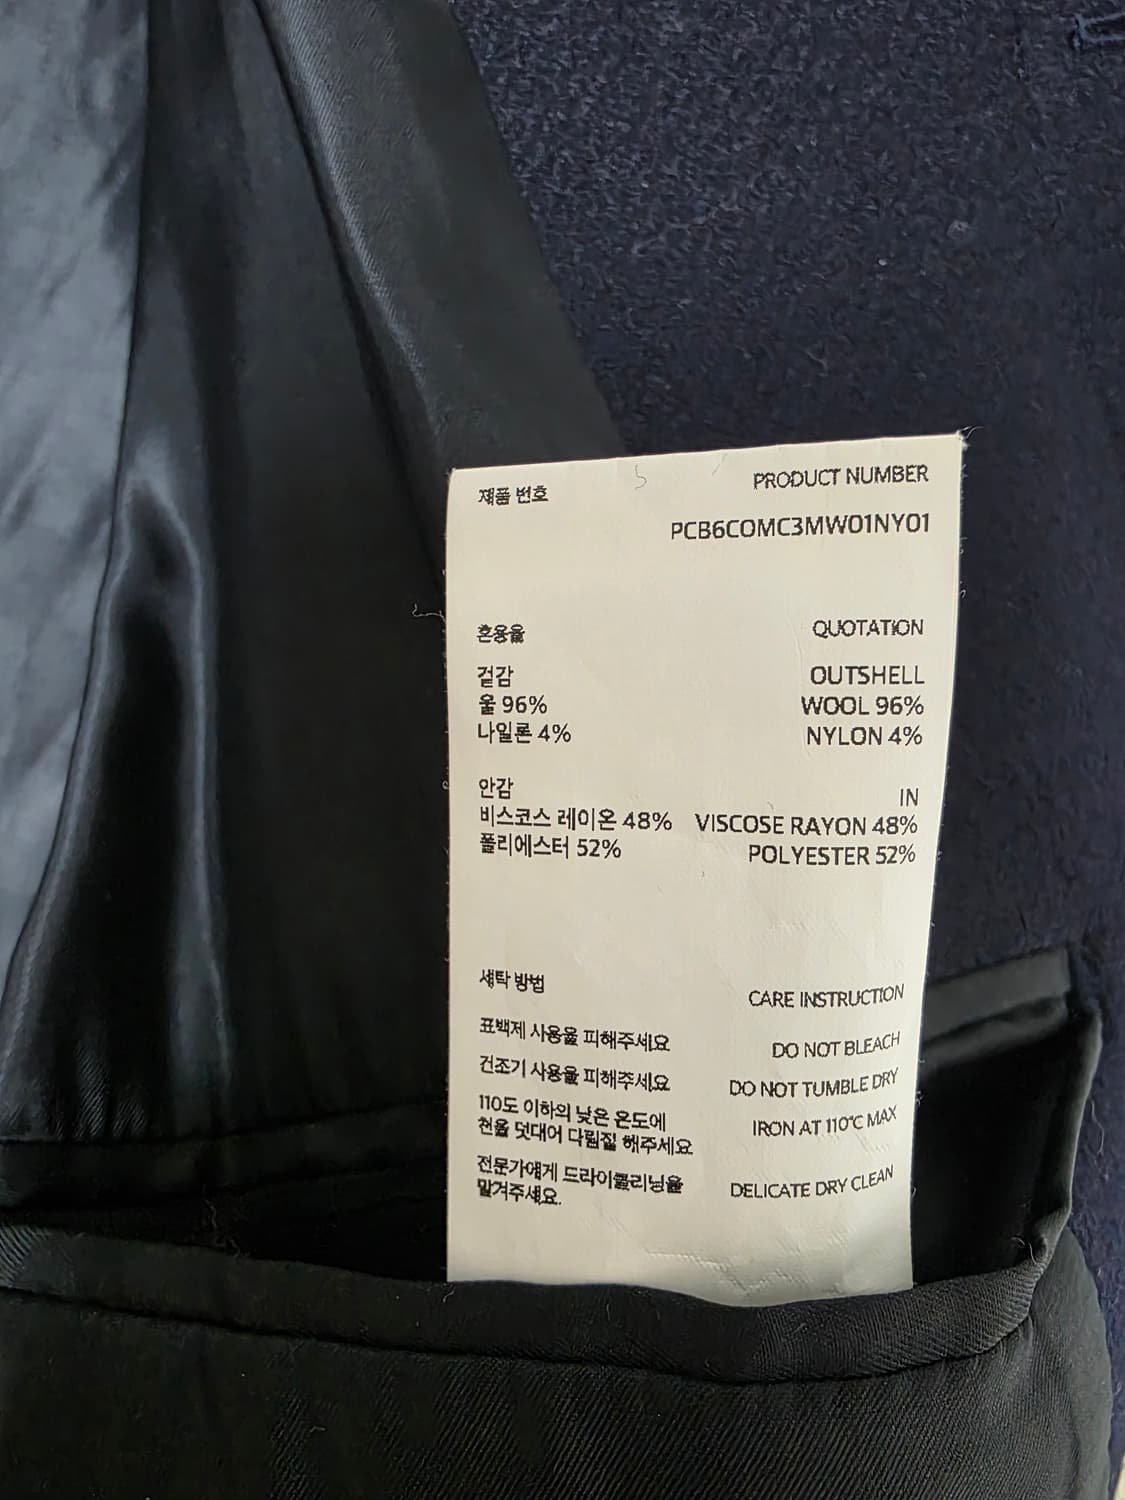 제품 번호 PRODUCT NUMBER
PCB6COMC3MW01NY01
혼용율 QUOTATION
겉감 OUTSHELL
울 96% WOOL 96%
나일론 4% NYLON 4%
안감 IN
비스코스 레이온 48% VISCOSE RAYON 48%
폴리에스터 52% POLYESTER 52%
세탁 방법 CARE INSTRUCTION
표백제 사용을 피해주세요 DO NOT BLEACH
건조기 사용을 피해주세요 DO NOT TUMBLE DRY
110도 이하의 낮은 온도에 IRON AT 110℃ MAX
천을 덧대어 다림질 해주세요
전문가에게 드라이클리닝을 DELICATE DRY CLEAN
맡겨주세요.